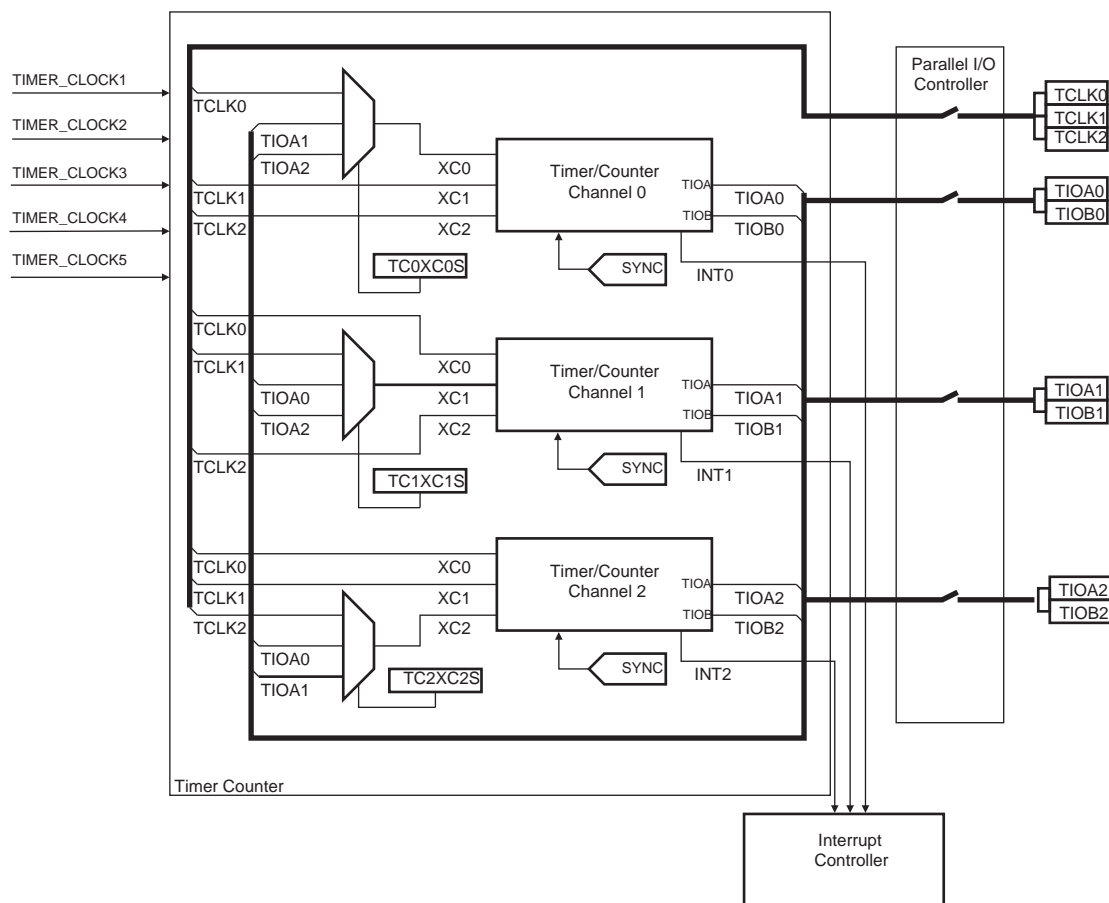 TIMER_CLOCK1
TIMER_CLOCK2
TIMER_CLOCK3
TIMER_CLOCK4
TIMER_CLOCK5
TCLK0
TIOA1
TIOA2
TCLK1
TCLK2
XC0
XC1
XC2
TC0XC0S
Timer/Counter
Channel 0
TIOA
TIOB
TIOA0
TIOB0
SYNC
INT0
TCLK0
TCLK1
TIOA0
TIOA2
TCLK2
XC0
XC1
XC2
TC1XC1S
Timer/Counter
Channel 1
TIOA
TIOB
TIOA1
TIOB1
SYNC
INT1
TCLK0
TCLK1
TCLK2
TIOA0
TIOA1
XC0
XC1
XC2
TC2XC2S
Timer/Counter
Channel 2
TIOA
TIOB
TIOA2
TIOB2
SYNC
INT2
Timer Counter
Parallel I/O
Controller
TCLK0
TCLK1
TCLK2
TIOA0
TIOB0
TIOA1
TIOB1
TIOA2
TIOB2
Interrupt
Controller